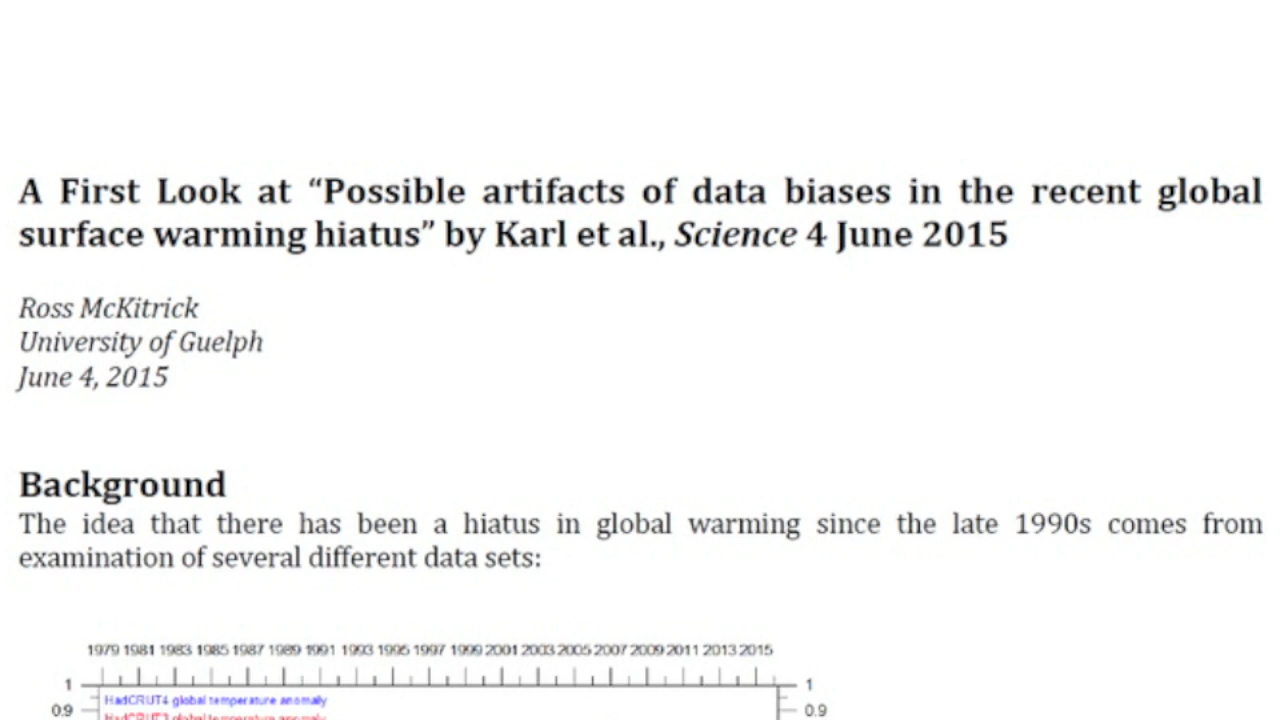 A First Look at “Possible artifacts of data biases in the recent global
surface warming hiatus” by Karl et al., Science 4 June 2015
Ross McKitrick
University of Guelph
June 4, 2015
Background
The idea that there has been a hiatus in global warming since the late 1990s comes from
examination of several different data sets:
1979 1981 1983 1985 1987 1989 1991 1993 1995 1997 1999 2001 2003 2005 2007 2009 2011 2013 2015
1 1
HadCRUT4 global temperature anomaly
0.9 0.9
HadCRUT3 global temperature anomaly